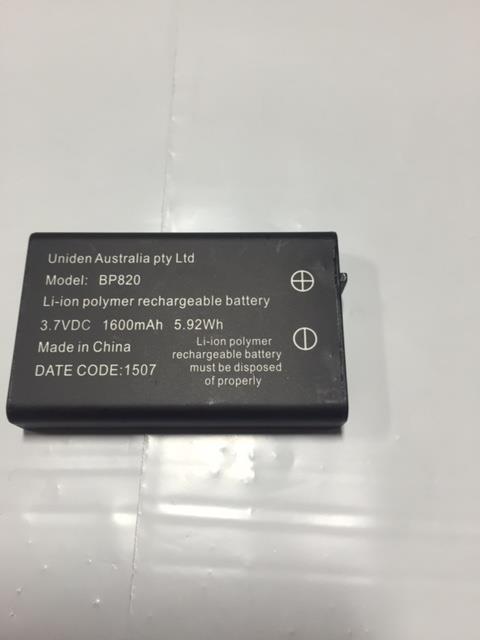 Uniden Australia pty Ltd
Model: BP820
Li-ion polymer rechargeable battery
3.7VDC 1600mAh 5.92Wh
Made in China
DATE CODE:1507
Li-ion polymer
rechargeable battery
must be disposed
of properly